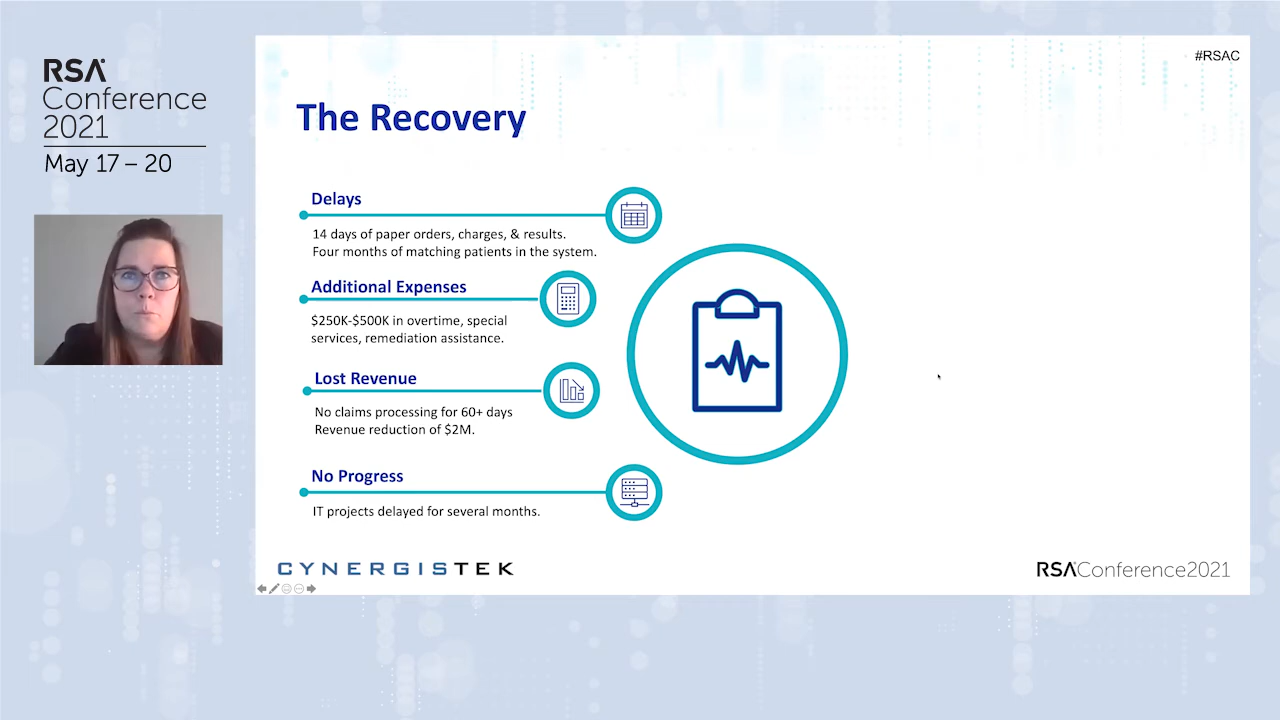 RSA
Conference
2021
May 17 – 20
#RSAC
The Recovery
Delays
14 days of paper orders, charges, & results.
Four months of matching patients in the system.
Additional Expenses
$250K-$500K in overtime, special
services, remediation assistance.
Lost Revenue
No claims processing for 60+ days
Revenue reduction of $2M.
No Progress
IT projects delayed for several months.
CYNERGISTEK
RSAConference2021